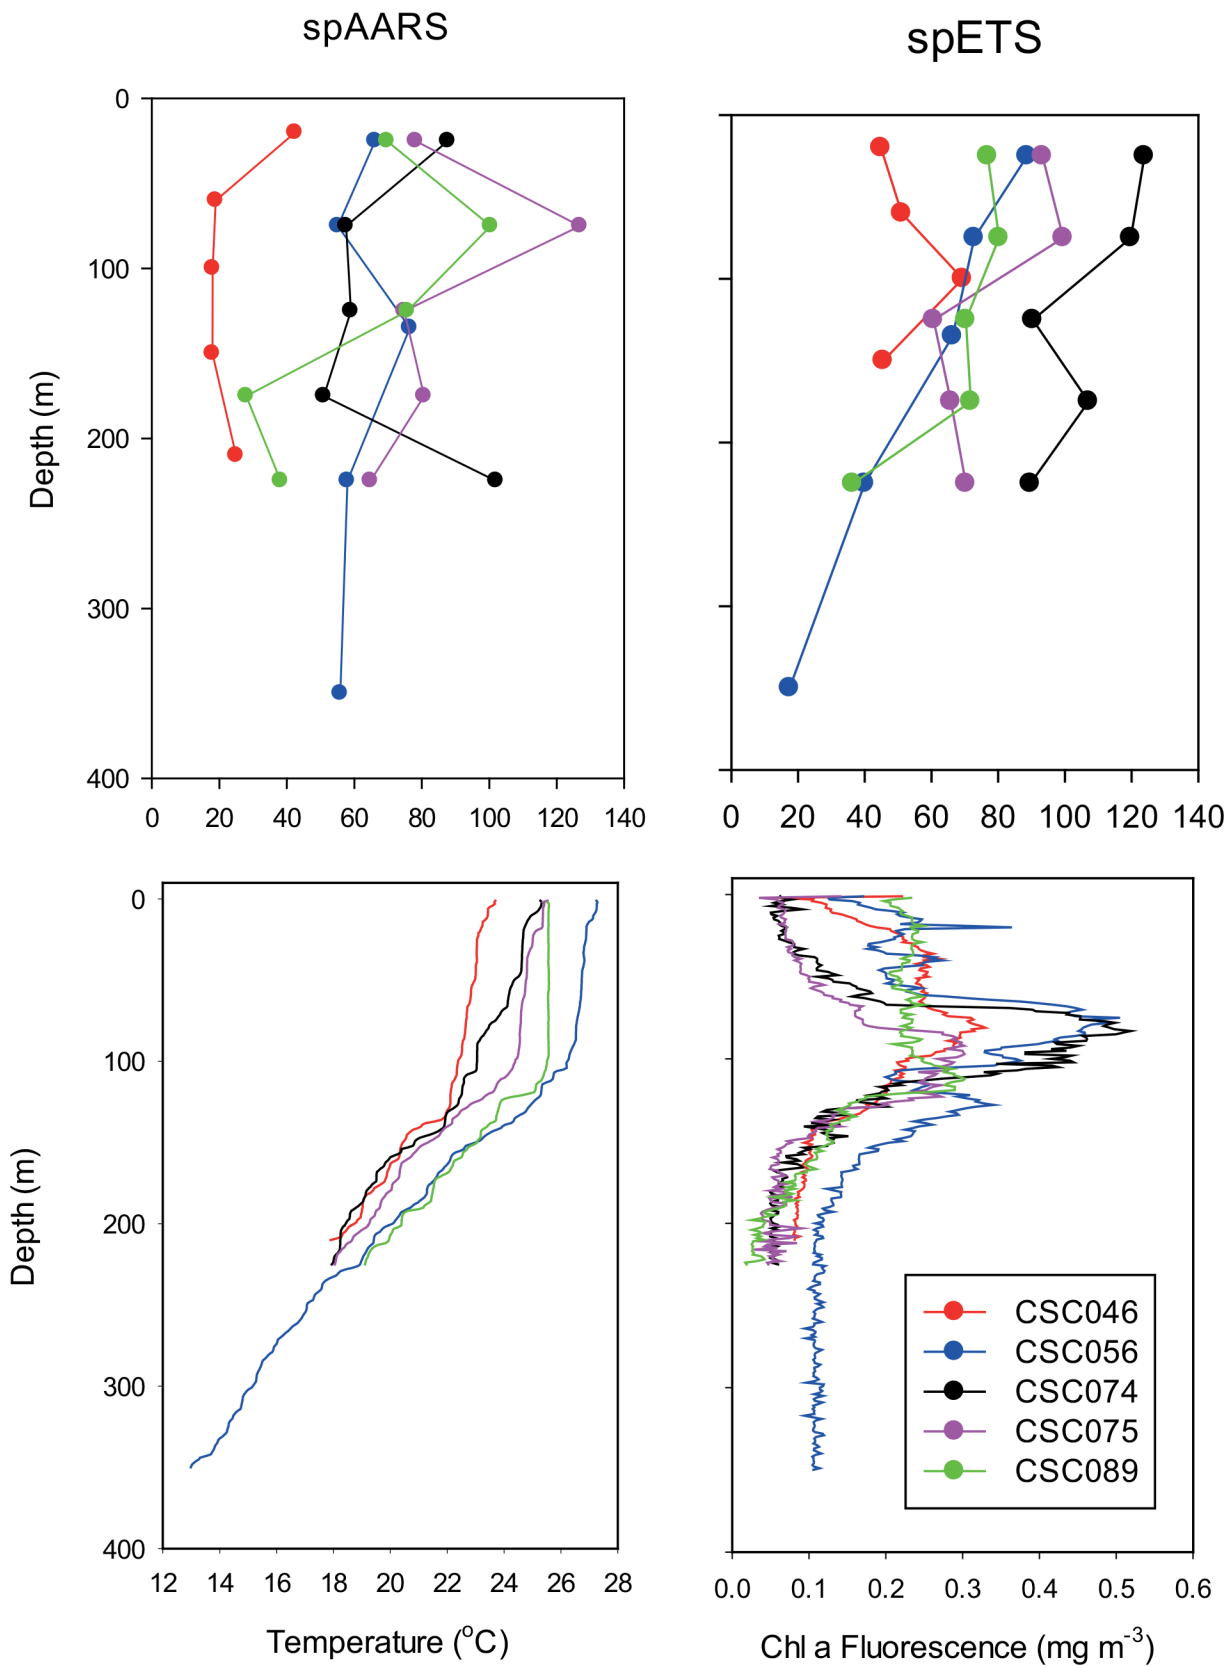 spAARS
spETS
0
100
200
300
400
Depth (m)
0 20 40 60 80 100 120 140
0 20 40 60 80 100 120 140
0
100
200
300
400
Depth (m)
12 14 16 18 20 22 24 26 28
Temperature (°C)
CSC046
CSC056
CSC074
CSC075
CSC089
0.0 0.1 0.2 0.3 0.4 0.5 0.6
Chl a Fluorescence (mg m⁻³)